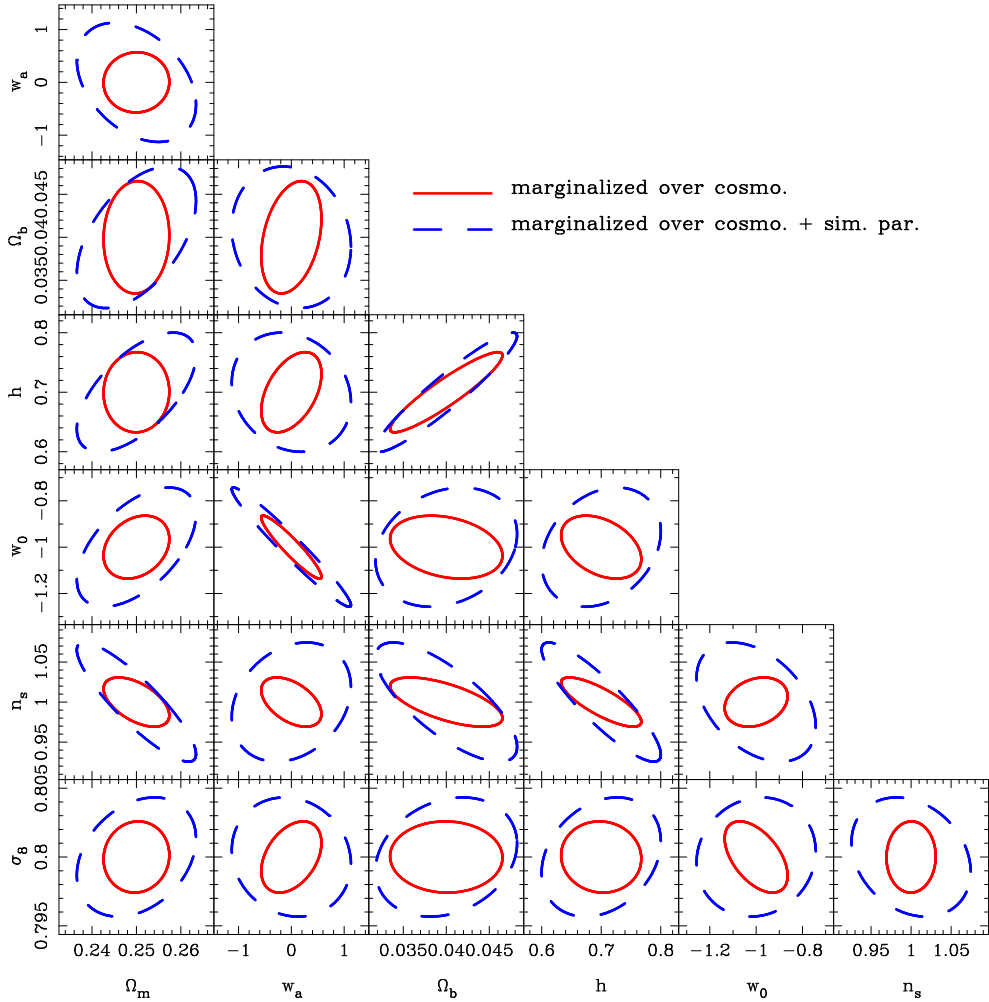 1
w_a 0
−1
marginalized over cosmo.
marginalized over cosmo. + sim. par.
Ω_b 0.035 0.04 0.045
h 0.6 0.7 0.8
w_0 −1.2 −1 −0.8
n_s 0.95 1 1.05
σ_8 0.795 0.8 0.805
0.24 0.25 0.26 −1 0 1 0.035 0.04 0.045 0.6 0.7 0.8 −1.2 −1 −0.8 0.95 1 1.05
Ω_m w_a Ω_b h w_0 n_s